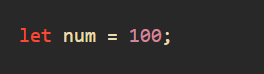 let num = 100;